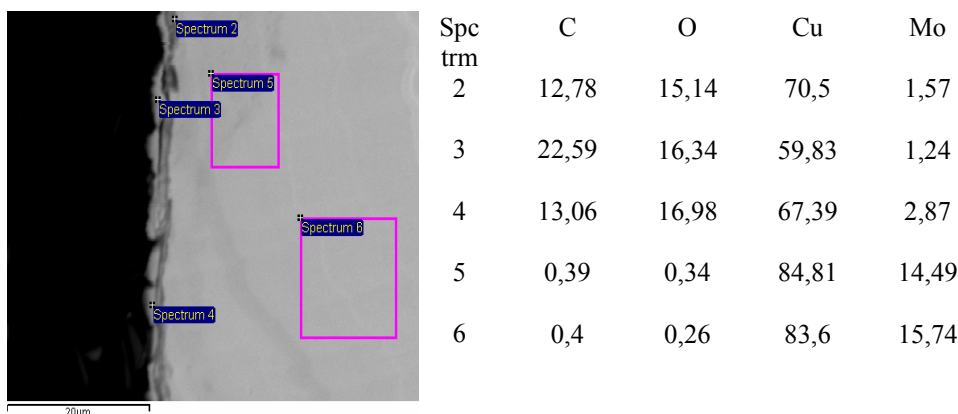 Spectrum 2
Spectrum 5
Spectrum 3
Spectrum 6
Spectrum 4
20µm
Spc C O Cu Mo
trm
2 12,78 15,14 70,5 1,57
3 22,59 16,34 59,83 1,24
4 13,06 16,98 67,39 2,87
5 0,39 0,34 84,81 14,49
6 0,4 0,26 83,6 15,74